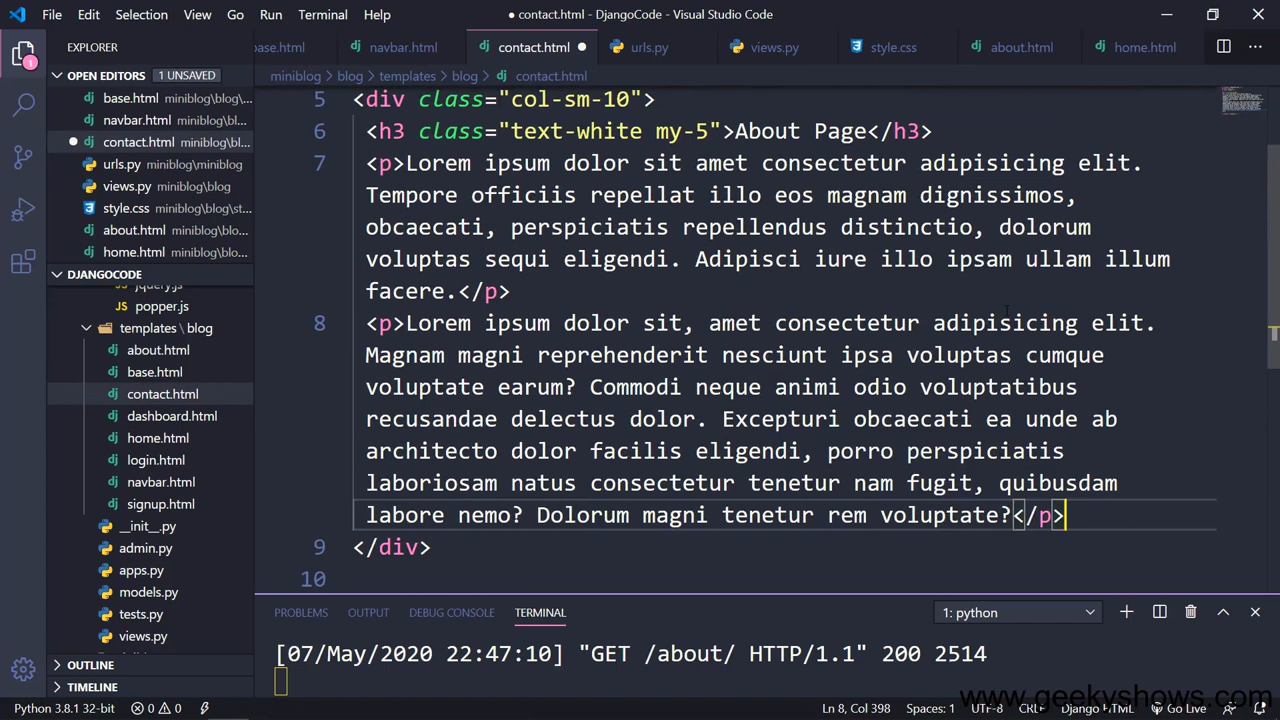 File Edit Selection View Go Run Terminal Help
● contact.html - DjangoCode - Visual Studio Code
EXPLORER
base.html navbar.html contact.html urls.py views.py style.css about.html home.html
miniblog > blog > templates > blog > contact.html
OPEN EDITORS 1 UNSAVED
base.html miniblog\blog\...
navbar.html miniblog\blo...
contact.html miniblog\bl...
urls.py miniblog\miniblog
views.py miniblog\blog
style.css miniblog\blog\st...
about.html miniblog\blo...
home.html miniblog\blo...
DJANGOCODE
jquery.js
popper.js
templates \ blog
about.html
base.html
contact.html
dashboard.html
home.html
login.html
navbar.html
signup.html
__init__.py
admin.py
apps.py
models.py
tests.py
views.py
OUTLINE
TIMELINE
5 <div class="col-sm-10">
6 <h3 class="text-white my-5">About Page</h3>
7 <p>Lorem ipsum dolor sit amet consectetur adipisicing elit.
Tempore officiis repellat illo eos magnam dignissimos,
obcaecati, perspiciatis repellendus distinctio, dolorum
voluptas sequi eligendi. Adipisci iure illo ipsam ullam illum
facere.</p>
8 <p>Lorem ipsum dolor sit, amet consectetur adipisicing elit.
Magnam magni reprehenderit nesciunt ipsa voluptas cumque
voluptate earum? Commodi neque animi odio voluptatibus
recusandae delectus dolor. Excepturi obcaecati ea unde ab
architecto dolor facilis eligendi, porro perspiciatis
laboriosam natus consectetur tenetur nam fugit, quibusdam
labore nemo? Dolorum magni tenetur rem voluptate?</p>
9 </div>
10
PROBLEMS OUTPUT DEBUG CONSOLE TERMINAL
1: python
[07/May/2020 22:47:10] "GET /about/ HTTP/1.1" 200 2514
www.geekyshows.com
Python 3.8.1 32-bit 0 0 Ln 8, Col 398 Spaces: 1 UTF-8 CRLF Django HTML Go Live